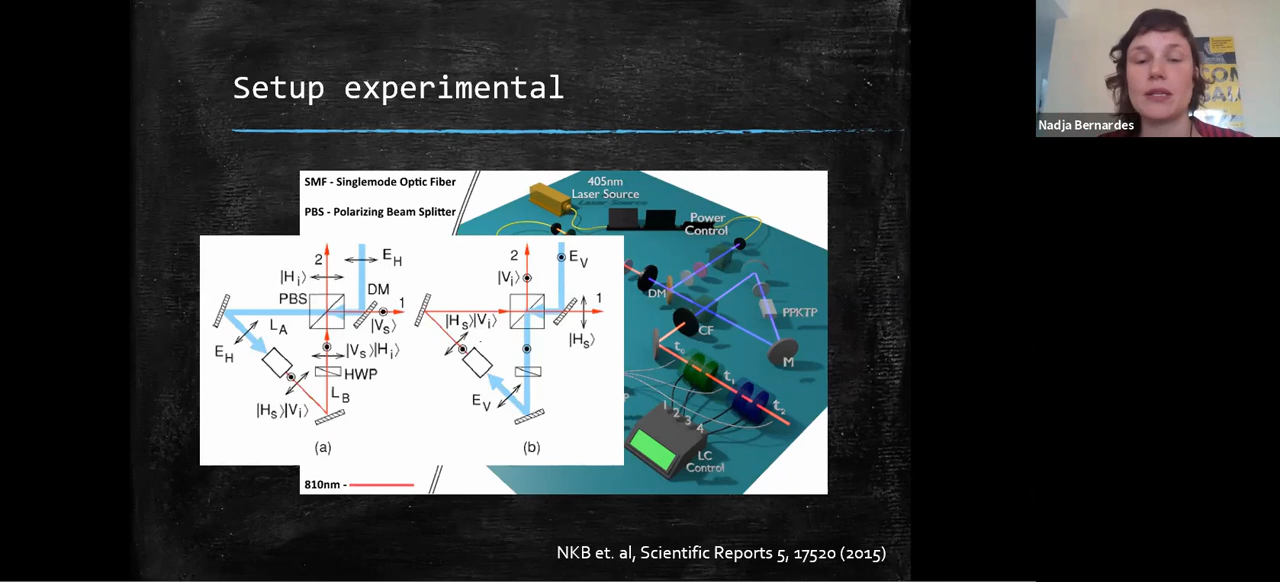 Setup experimental
Nadja Bernardes
SMF - Singlemode Optic Fiber
PBS - Polarizing Beam Splitter
405nm
Laser Source
Power
Control
DM
PPKTP
CF
M
t₁
t₂
1 2 3 4
LC
Control
2
E_H
|H_i⟩
PBS
DM
1
|V_s⟩
L_A
E_H
|V_s⟩|H_i⟩
HWP
L_B
|H_s⟩|V_i⟩
(a)
2
E_V
|V_i⟩
1
|H_s⟩|V_i⟩
|H_s⟩
E_V
(b)
810nm -
NKB et. al, Scientific Reports 5, 17520 (2015)